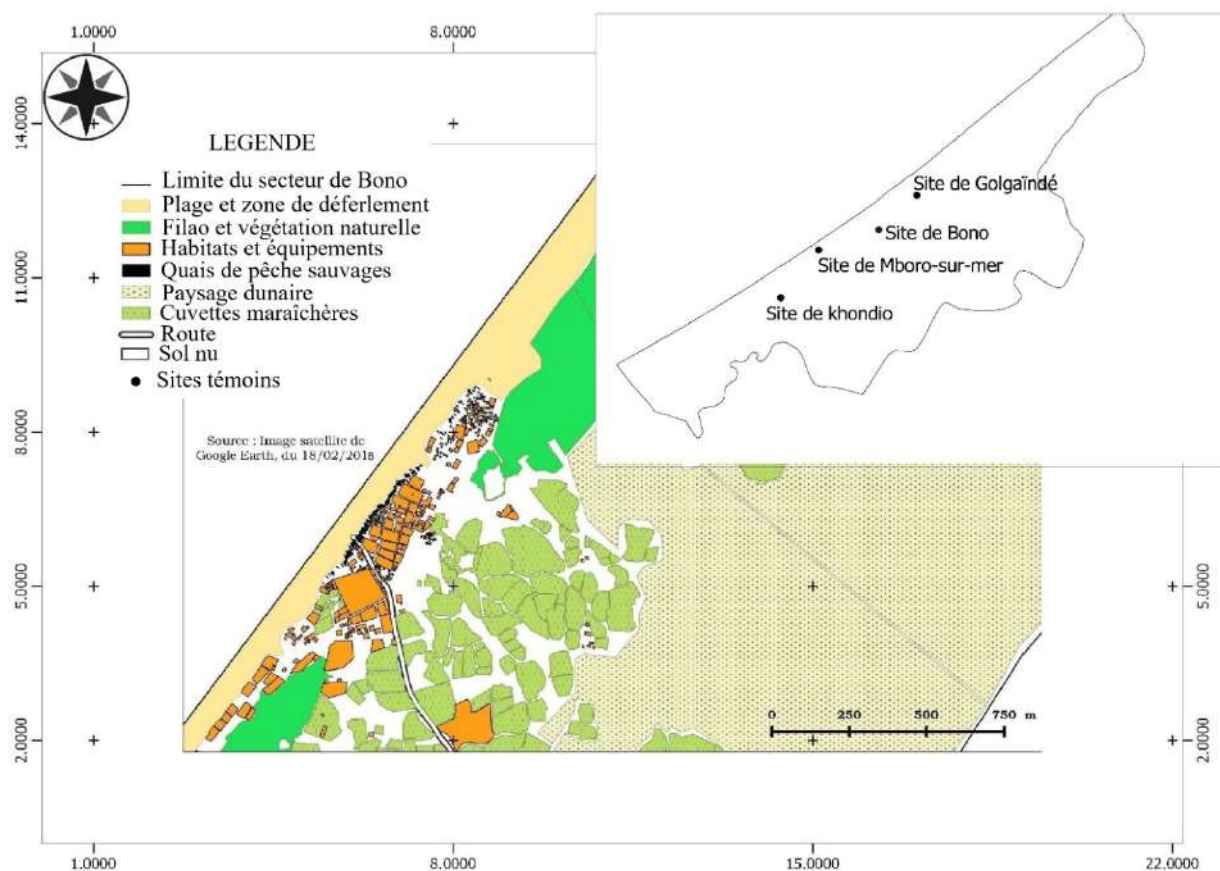 1.0000
8.0000
14.0000
11.0000
8.0000
5.0000
2.0000
LEGENDE
Limite du secteur de Bono
Plage et zone de déferlement
Filao et végétation naturelle
Habitats et équipements
Quais de pêche sauvages
Paysage dunaire
Cuvettes maraîchères
Route
Sol nu
Sites témoins
Source : Image satellite de
Google Earth, du 18/02/2018
Site de Golgaïndé
Site de Bono
Site de Mboro-sur-mer
Site de khondio
0 250 500 750 m
5.0000
2.0000
1.0000
8.0000
15.0000
22.0000